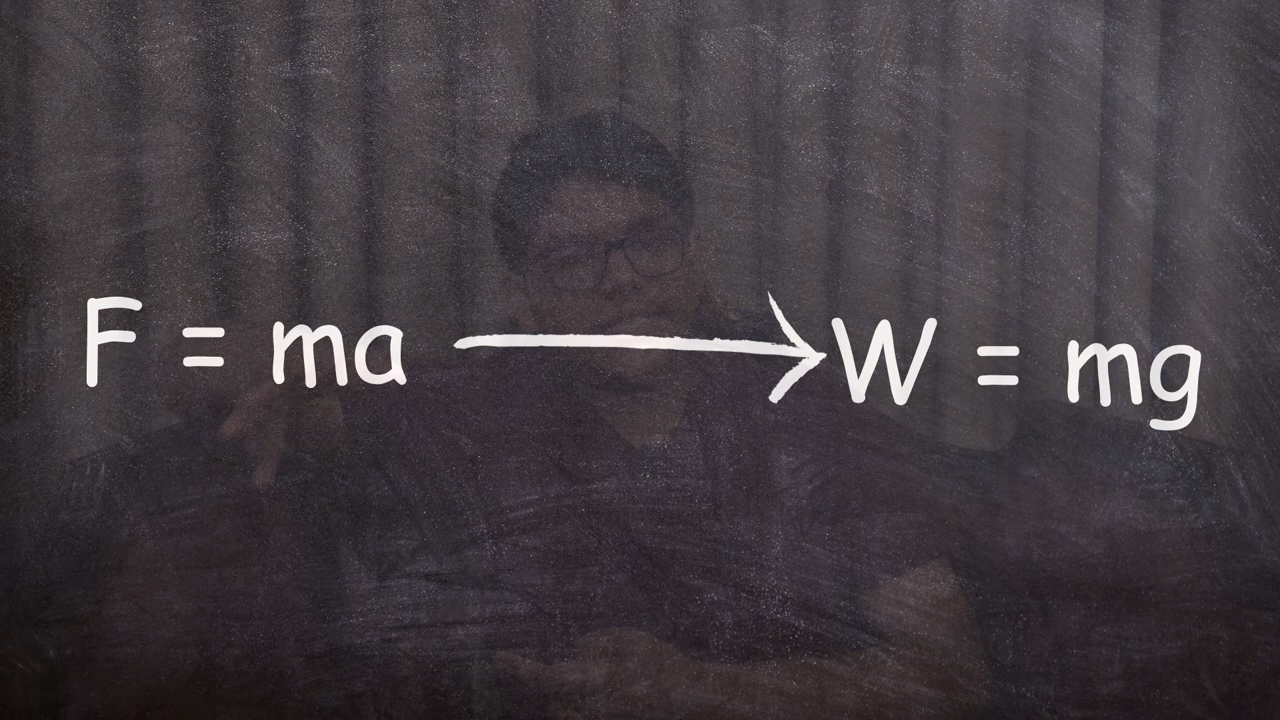 F = ma → W = mg